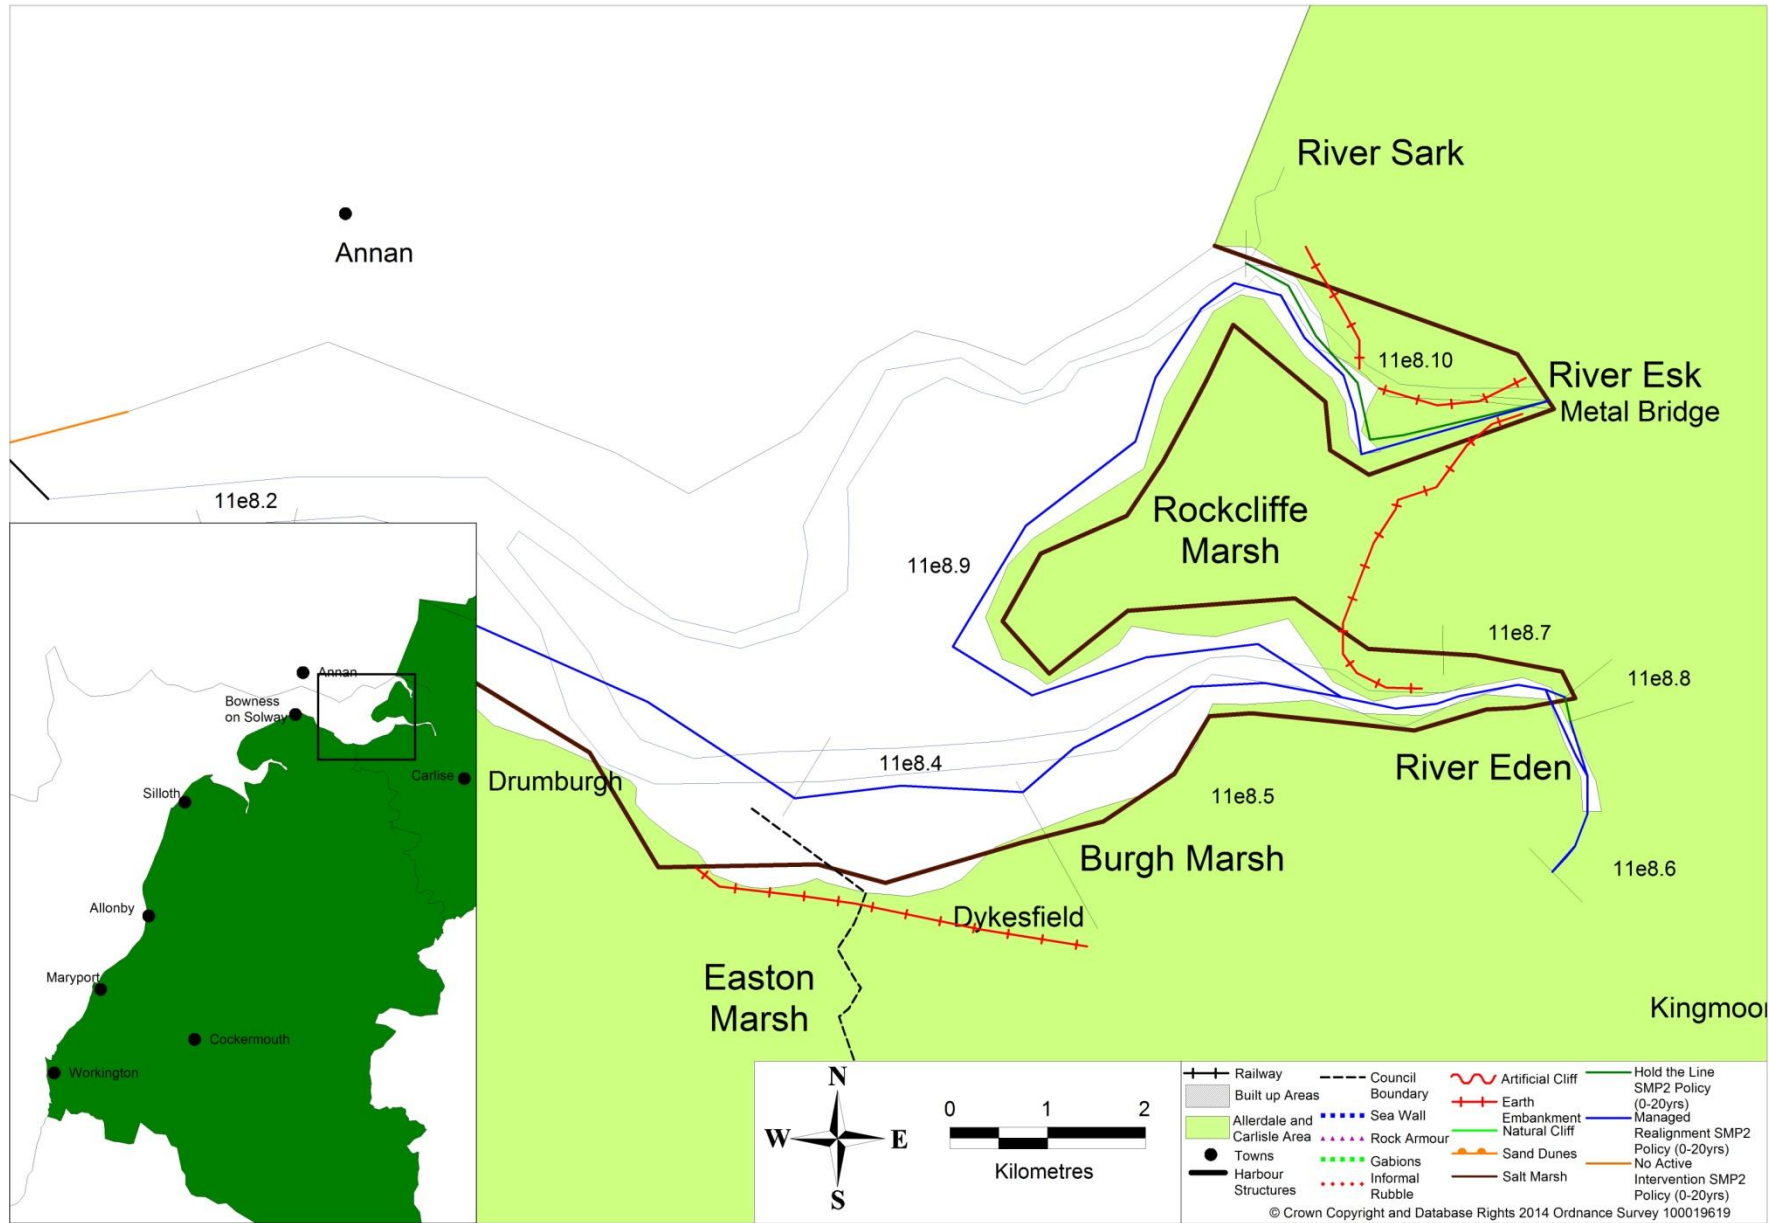 River Sark
Annan
11e8.10
River Esk
Metal Bridge
11e8.2
Rockcliffe
Marsh
11e8.9
11e8.7
11e8.8
River Eden
11e8.4
11e8.5
Drumburgh
Burgh Marsh
11e8.6
Dykesfield
Easton
Marsh
Kingmoor
Annan
Bowness
on Solway
Carlise
Silloth
Allonby
Maryport
Cockermouth
Workington
N
W E
S
0 1 2
Kilometres
Railway
Built up Areas
Allerdale and
Carlisle Area
Towns
Harbour
Structures
Council
Boundary
Sea Wall
Rock Armour
Gabions
Informal
Rubble
Artificial Cliff
Earth
Embankment
Natural Cliff
Sand Dunes
Salt Marsh
Hold the Line
SMP2 Policy
(0-20yrs)
Managed
Realignment SMP2
Policy (0-20yrs)
No Active
Intervention SMP2
Policy (0-20yrs)
© Crown Copyright and Database Rights 2014 Ordnance Survey 100019619